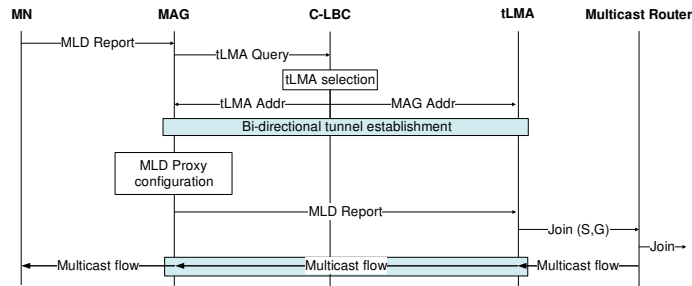 MN MAG C-LBC tLMA Multicast Router
MLD Report
tLMA Query
tLMA selection
tLMA Addr MAG Addr
Bi-directional tunnel establishment
MLD Proxy
configuration
MLD Report
Join (S,G)
Join
Multicast flow Multicast flow Multicast flow